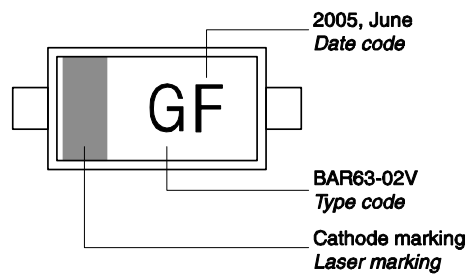 2005, June
Date code
GF
BAR63-02V
Type code
Cathode marking
Laser marking